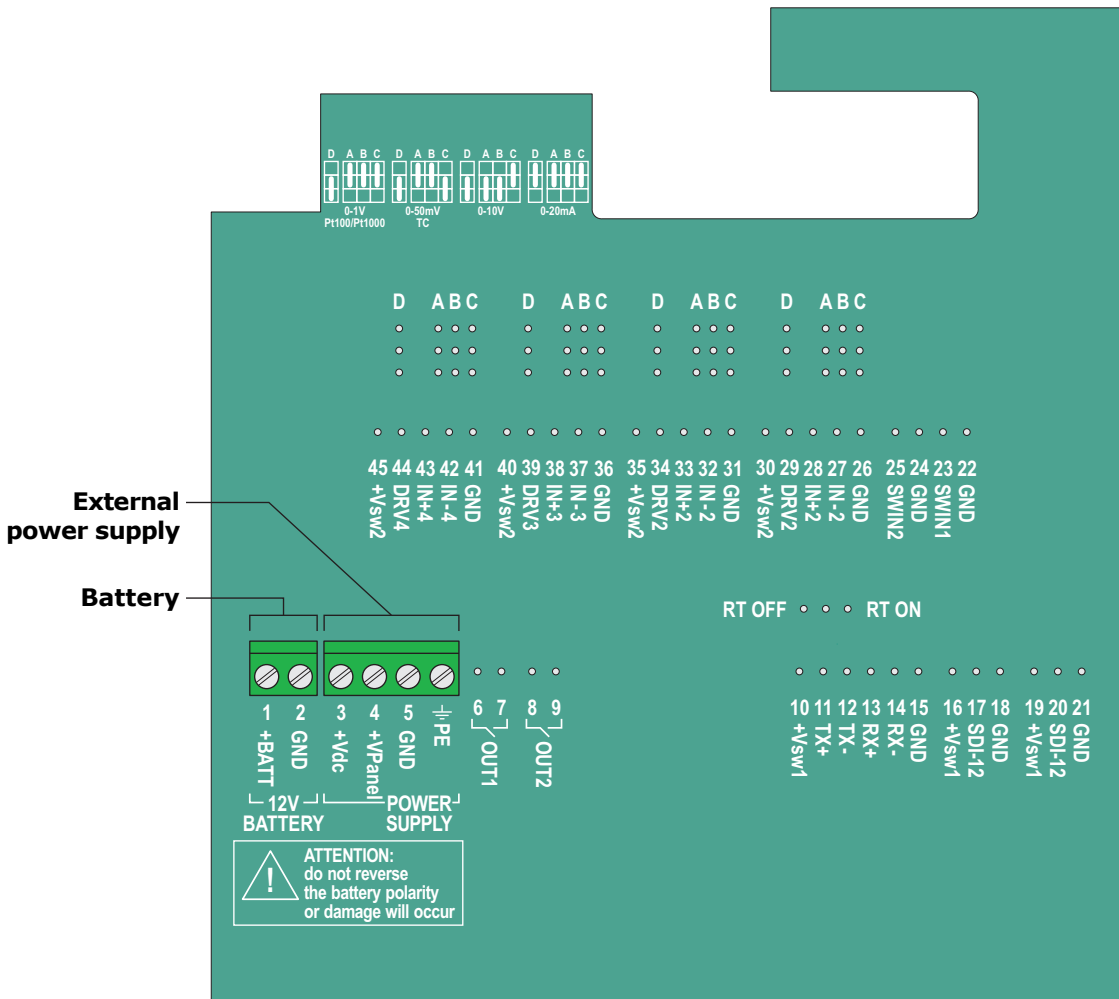 D A B C D A B C D A B C D A B C
0-1V 0-50mV 0-10V 0-20mA
Pt100/Pt1000 TC
D A B C D A B C D A B C D A B C
45 44 43 42 41 40 39 38 37 36 35 34 33 32 31 30 29 28 27 26 25 24 23 22
+Vsw2 DRV4 IN+4 IN-4 GND +Vsw2 DRV3 IN+3 IN-3 GND +Vsw2 DRV2 IN+2 IN-2 GND +Vsw2 DRV2 IN+2 IN-2 GND SWIN2 GND SWIN1 GND
External
power supply
Battery
RT OFF RT ON
1 2 3 4 5 PE 6 7 8 9
+BATT GND +Vdc +VPanel GND OUT1 OUT2
10 11 12 13 14 15 16 17 18 19 20 21
+Vsw1 TX+ TX- RX+ RX- GND +Vsw1 SDI-12 GND +Vsw1 SDI-12 GND
12V
BATTERY
POWER
SUPPLY
!
ATTENTION:
do not reverse
the battery polarity
or damage will occur